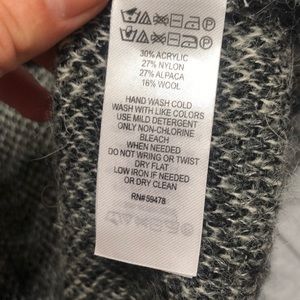 30% ACRYLIC
27% NYLON
27% ALPACA
16% WOOL
HAND WASH COLD
WASH WITH LIKE COLORS
USE MILD DETERGENT
ONLY NON-CHLORINE
BLEACH
WHEN NEEDED
DO NOT WRING OR TWIST
DRY FLAT
LOW IRON IF NEEDED
OR DRY CLEAN
RN# 59478